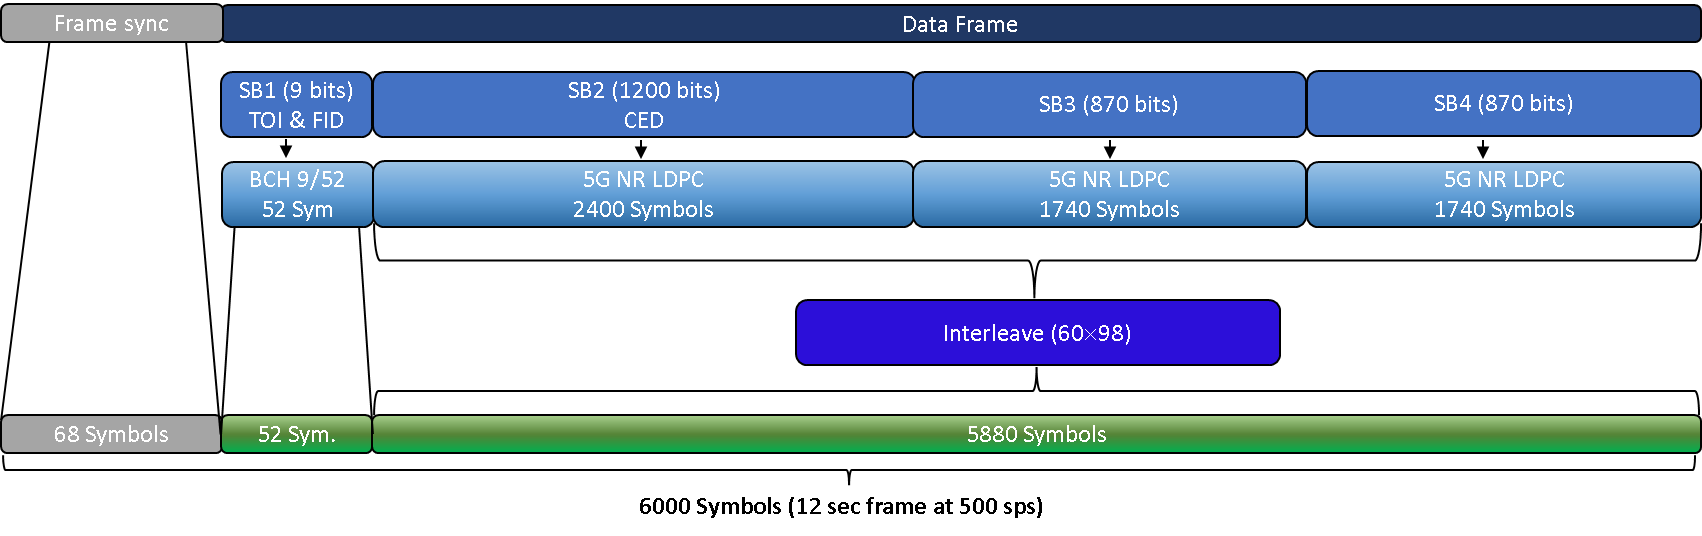 Frame sync
Data Frame
SB1 (9 bits)
TOI & FID
SB2 (1200 bits)
CED
SB3 (870 bits)
SB4 (870 bits)
BCH 9/52
52 Sym
5G NR LDPC
2400 Symbols
5G NR LDPC
1740 Symbols
5G NR LDPC
1740 Symbols
Interleave (60×98)
68 Symbols
52 Sym.
5880 Symbols
6000 Symbols (12 sec frame at 500 sps)